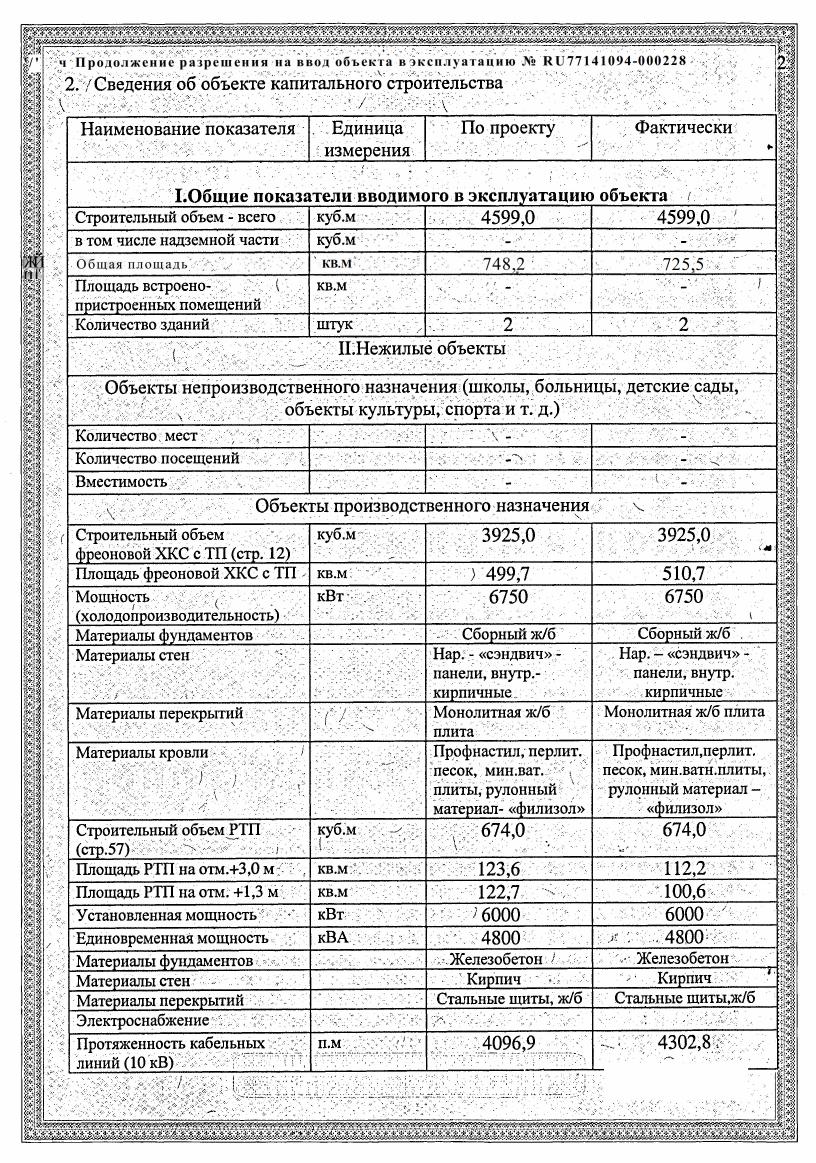 ч Продолжение разрешения на ввод объекта в эксплуатацию № RU77141094-000228
2
2. Сведения об объекте капитального строительства
Наименование показателя Единица измерения По проекту Фактически
I.Общие показатели вводимого в эксплуатацию объекта
Строительный объем - всего куб.м 4599,0 4599,0
в том числе надземной части куб.м - -
Общая площадь кв.м 748,2 725,5
Площадь встроено-
пристроенных помещений кв.м - -
Количество зданий штук 2 2
II.Нежилые объекты
Объекты непроизводственного назначения (школы, больницы, детские сады,
объекты культуры, спорта и т. д.)
Количество мест - -
Количество посещений - -
Вместимость - -
Объекты производственного назначения
Строительный объем куб.м 3925,0 3925,0
фреоновой ХКС с ТП (стр. 12)
Площадь фреоновой ХКС с ТП кв.м 499,7 510,7
Мощность кВт 6750 6750
(холодопроизводительность)
Материалы фундаментов Сборный ж/б Сборный ж/б
Материалы стен Нар. - «сэндвич» - Нар. – «сэндвич» -
панели, внутр.- панели, внутр.
кирпичные кирпичные
Материалы перекрытий Монолитная ж/б Монолитная ж/б плита
плита
Материалы кровли Профнастил, перлит. Профнастил,перлит.
песок, мин.ват. песок, мин.ватн.плиты,
плиты, рулонный рулонный материал –
материал- «филизол» «филизол»
Строительный объем РТП куб.м 674,0 674,0
(стр.57)
Площадь РТП на отм.+3,0 м кв.м 123,6 112,2
Площадь РТП на отм. +1,3 м кв.м 122,7 100,6
Установленная мощность кВт 6000 6000
Единовременная мощность кВА 4800 4800
Материалы фундаментов Железобетон Железобетон
Материалы стен Кирпич Кирпич
Материалы перекрытий Стальные щиты, ж/б Стальные щиты,ж/б
Электроснабжение
Протяженность кабельных п.м 4096,9 4302,8
линий (10 кВ)